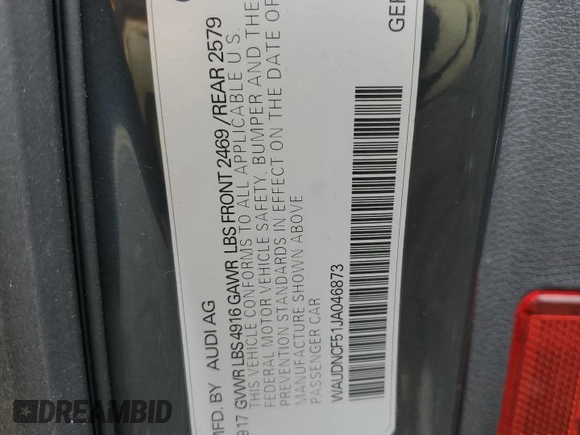 MFD. BY AUDI AG GER
917 GVWR LBS 4916 GAWR LBS FRONT 2469 /REAR 2579
THIS VEHICLE CONFORMS TO ALL APPLICABLE U.S.
FEDERAL MOTOR VEHICLE SAFETY, BUMPER AND THE
PREVENTION STANDARDS IN EFFECT ON THE DATE OF
MANUFACTURE SHOWN ABOVE
PASSENGER CAR
WAUDNCF51JA046873
DREAMBID